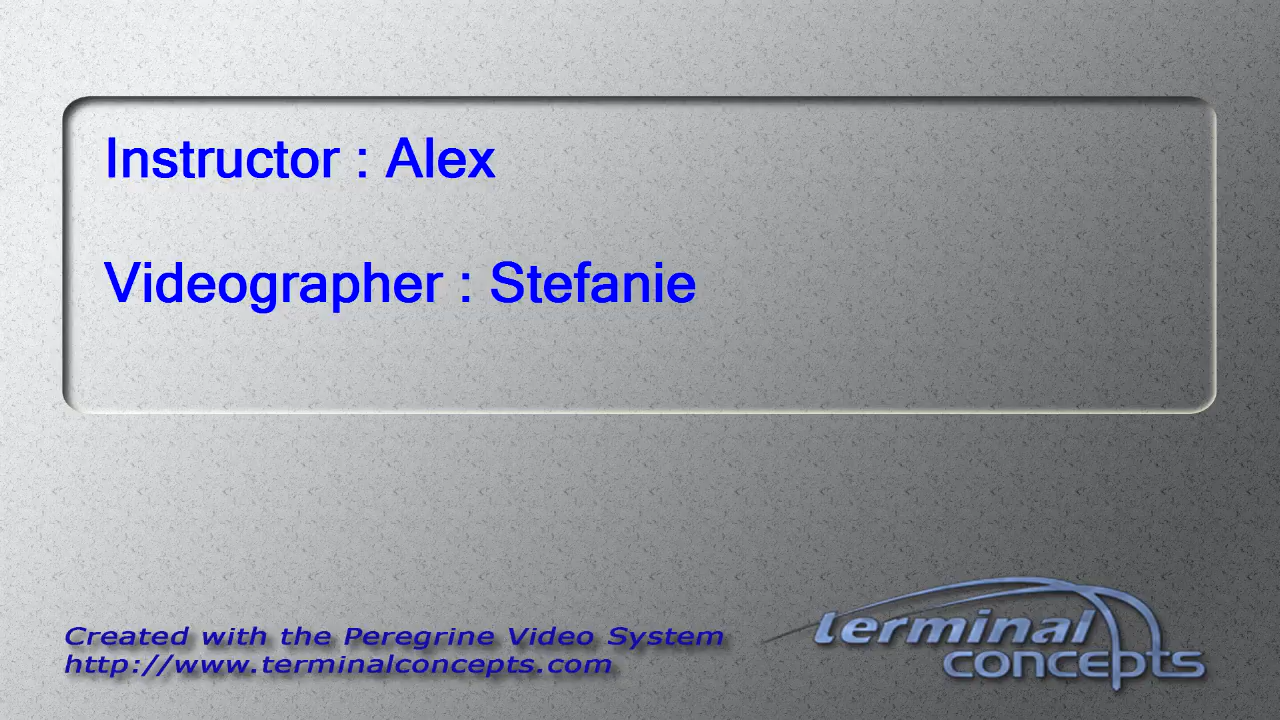 Instructor : Alex
Videographer : Stefanie
Created with the Peregrine Video System
http://www.terminalconcepts.com
terminal
concepts